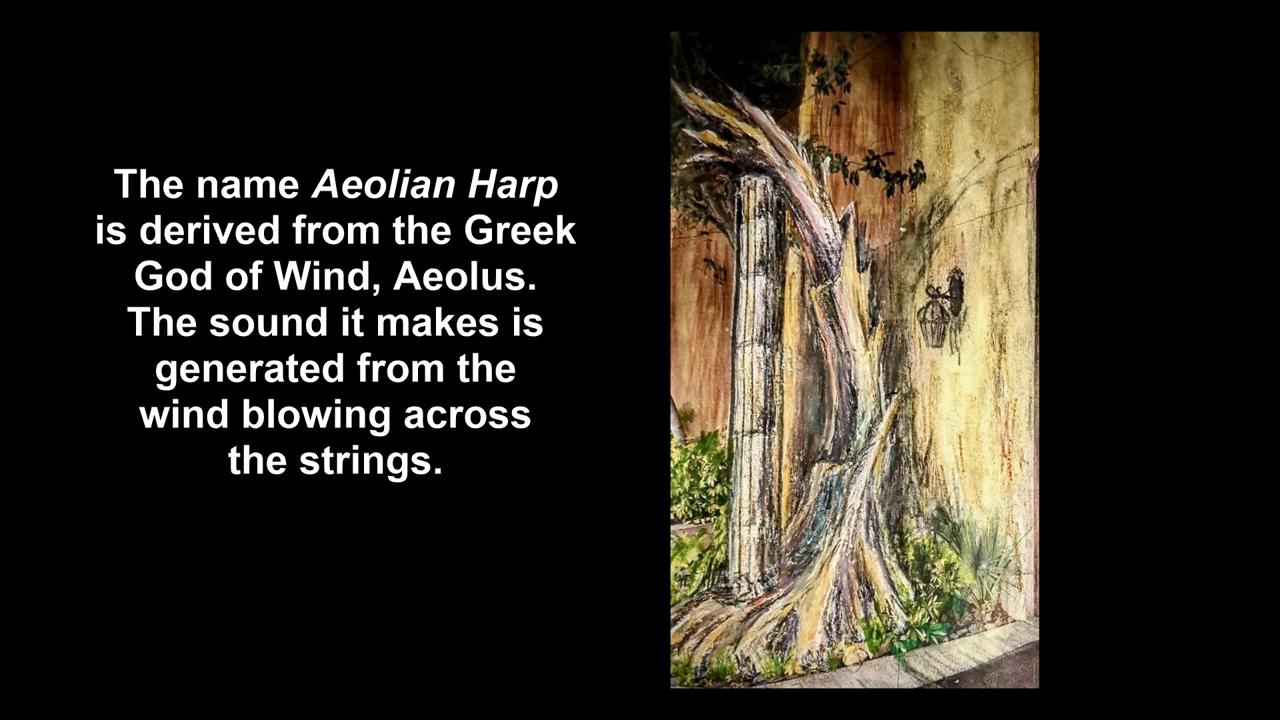 The name Aeolian Harp
is derived from the Greek
God of Wind, Aeolus.
The sound it makes is
generated from the
wind blowing across
the strings.